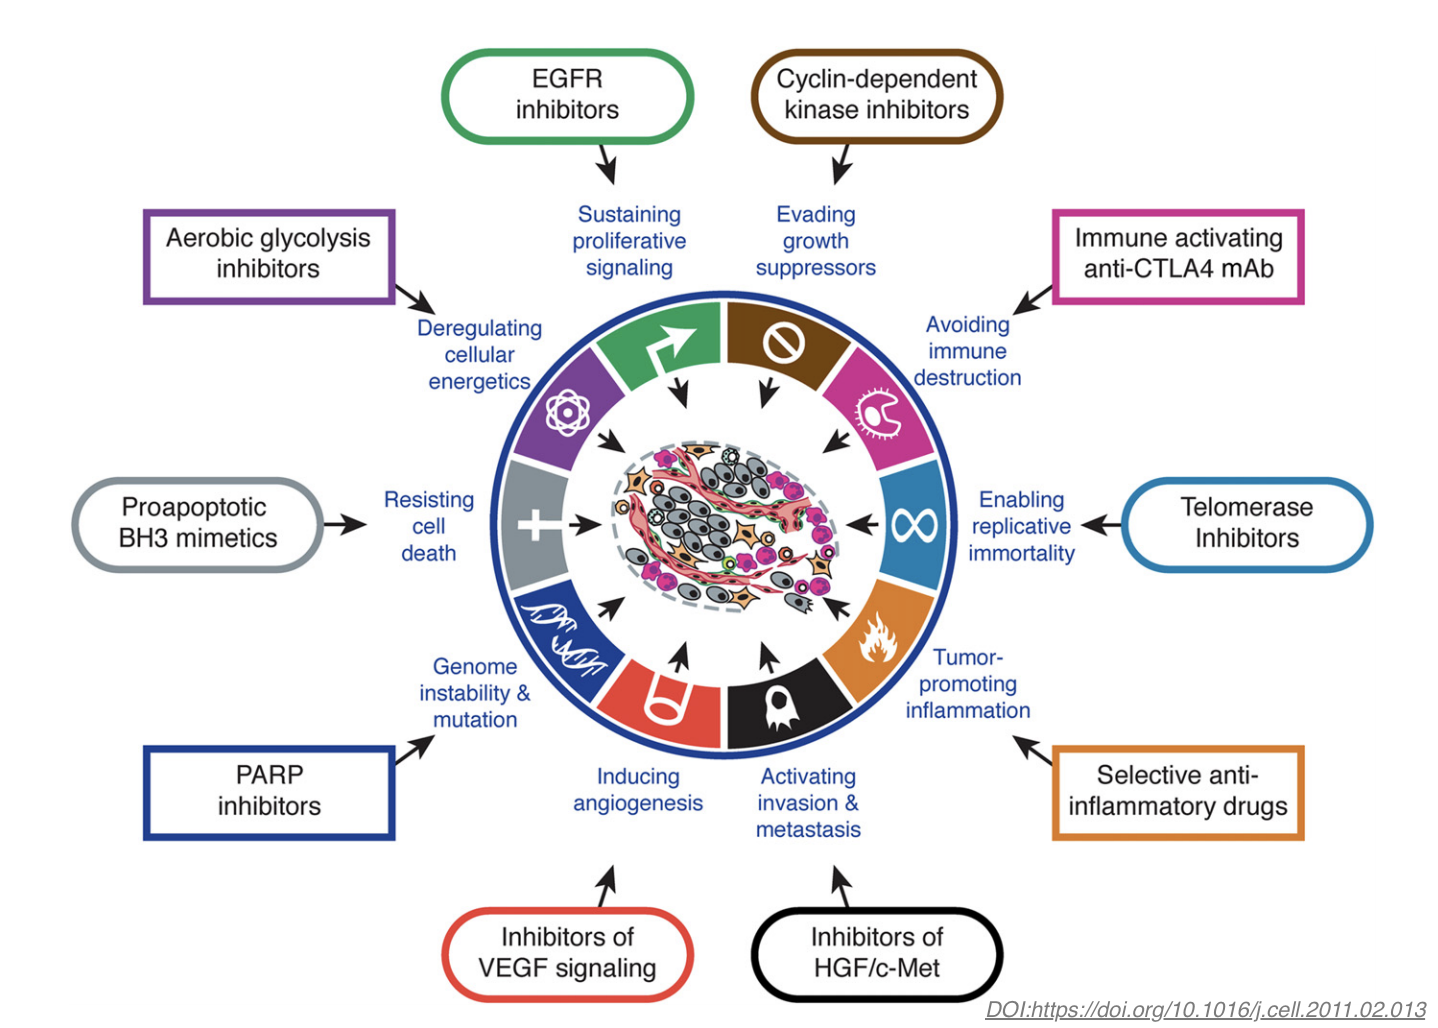 EGFR
inhibitors
Cyclin-dependent
kinase inhibitors
Sustaining
proliferative
signaling
Evading
growth
suppressors
Aerobic glycolysis
inhibitors
Immune activating
anti-CTLA4 mAb
Deregulating
cellular
energetics
Avoiding
immune
destruction
Proapoptotic
BH3 mimetics
Resisting
cell
death
Enabling
replicative
immortality
Telomerase
Inhibitors
Genome
instability &
mutation
Tumor-
promoting
inflammation
PARP
inhibitors
Inducing
angiogenesis
Activating
invasion &
metastasis
Selective anti-
inflammatory drugs
Inhibitors of
VEGF signaling
Inhibitors of
HGF/c-Met
DOI:https://doi.org/10.1016/j.cell.2011.02.013